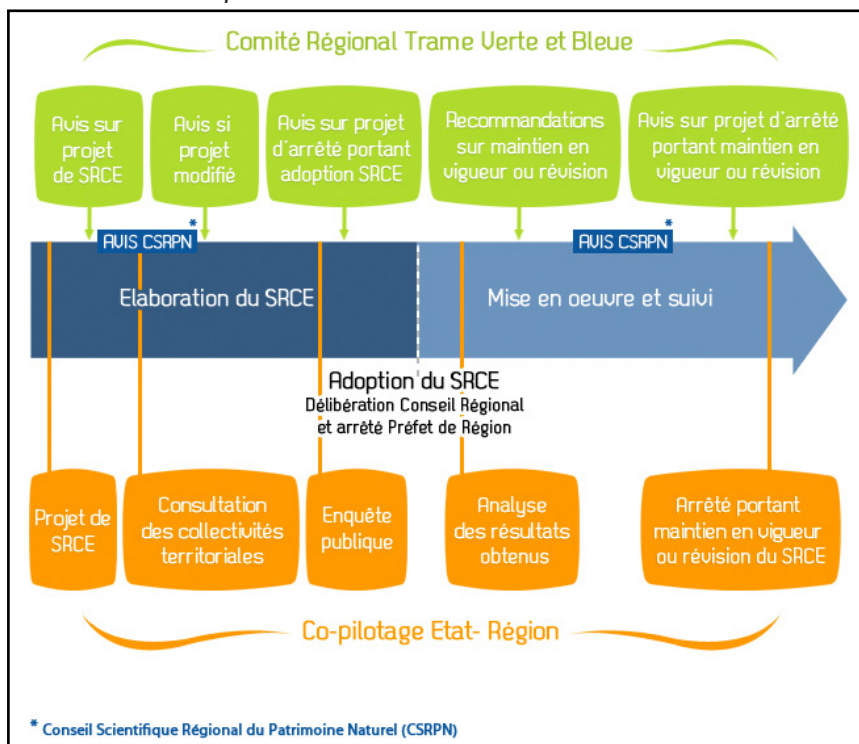 Comité Régional Trame Verte et Bleue
Avis sur
projet
de SRCE
Avis si
projet
modifié
Avis sur projet
d'arrêté portant
adoption SRCE
Recommandations
sur maintien en
vigueur ou révision
Avis sur projet d'arrêté
portant maintien en
vigueur ou révision
AVIS CSRPN *
AVIS CSRPN *
Elaboration du SRCE
Mise en oeuvre et suivi
Adoption du SRCE
Délibération Conseil Régional
et arrêté Préfet de Région
Projet de
SRCE
Consultation
des collectivités
territoriales
Enquête
publique
Analyse
des résultats
obtenus
Arrêté portant
maintien en vigueur
ou révision du SRCE
Co-pilotage Etat- Région
* Conseil Scientifique Régional du Patrimoine Naturel (CSRPN)